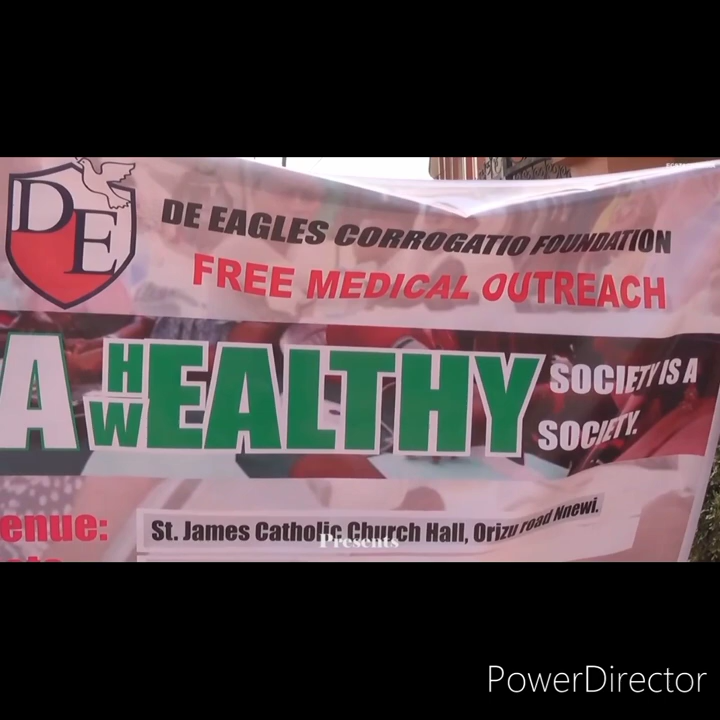 DE
DE EAGLES CORROGATIO FOUNDATION
FREE MEDICAL OUTREACH
A H
WEALTHY SOCIETY IS A
SOCIETY.
enue: St. James Catholic Church Hall, Orizu road Nnewi.
Presents
PowerDirector